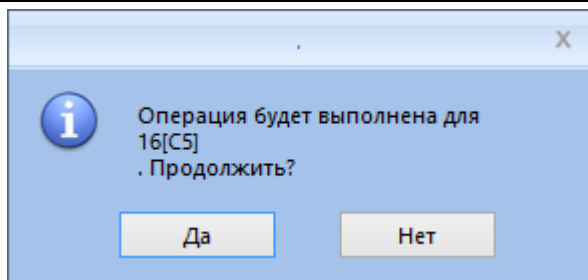 .
X
Операция будет выполнена для
16[C5]
. Продолжить?
Да
Нет